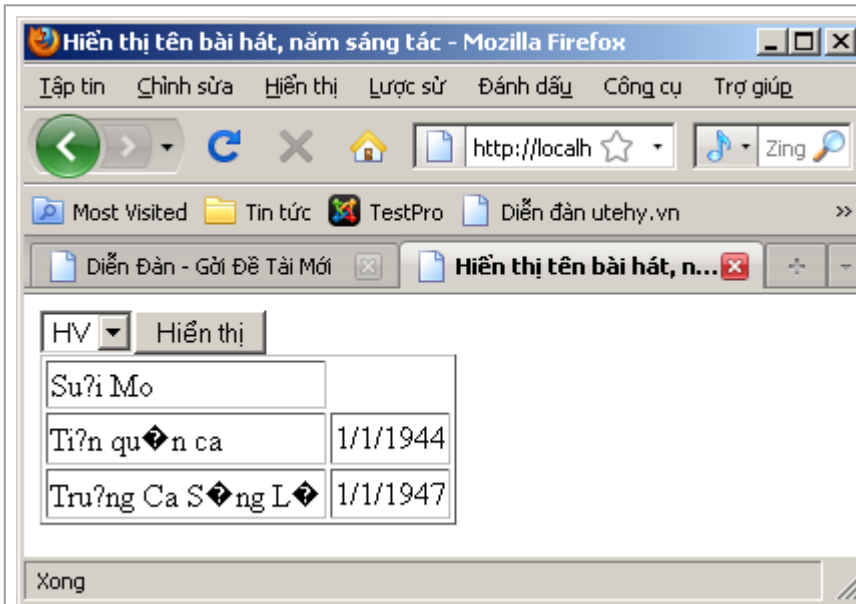 Hiển thị tên bài hát, năm sáng tác - Mozilla Firefox
Tập tin Chỉnh sửa Hiển thị Lược sử Đánh dấu Công cụ Trợ giúp
http://localh Zing
Most Visited Tin tức TestPro Diễn đàn utehy.vn »
Diễn Đàn - Gởi Đề Tài Mới Hiển thị tên bài hát, n...
HV Hiển thị
Su?i Mo
Ti?n qu�n ca 1/1/1944
Tru?ng Ca S�ng L� 1/1/1947
Xong